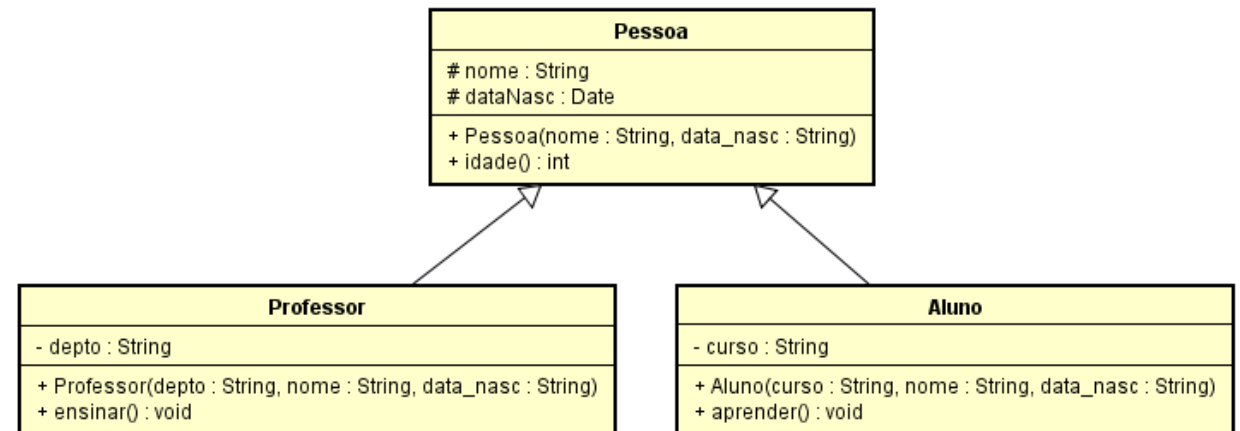 Pessoa
# nome : String
# dataNasc : Date
+ Pessoa(nome : String, data_nasc : String)
+ idade() : int
Professor
- depto : String
+ Professor(depto : String, nome : String, data_nasc : String)
+ ensinar() : void
Aluno
- curso : String
+ Aluno(curso : String, nome : String, data_nasc : String)
+ aprender() : void